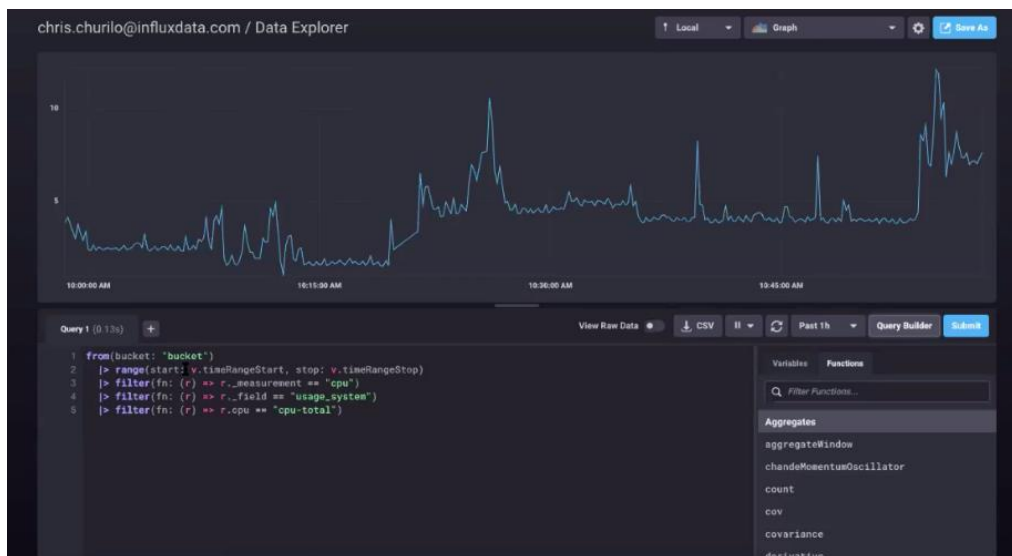 chris.churilo@influxdata.com / Data Explorer
Local
Graph
Save As
10
5
10:00:00 AM
10:15:00 AM
10:30:00 AM
10:45:00 AM
Query 1 (0.13s)
+
View Raw Data
CSV
Past 1h
Query Builder
Submit
1 from(bucket: "bucket")
2 |> range(start: v.timeRangeStart, stop: v.timeRangeStop)
3 |> filter(fn: (r) => r._measurement == "cpu")
4 |> filter(fn: (r) => r._field == "usage_system")
5 |> filter(fn: (r) => r.cpu == "cpu-total")
Variables Functions
Filter Functions...
Aggregates
aggregateWindow
chandeMomentumOscillator
count
cov
covariance
derivative